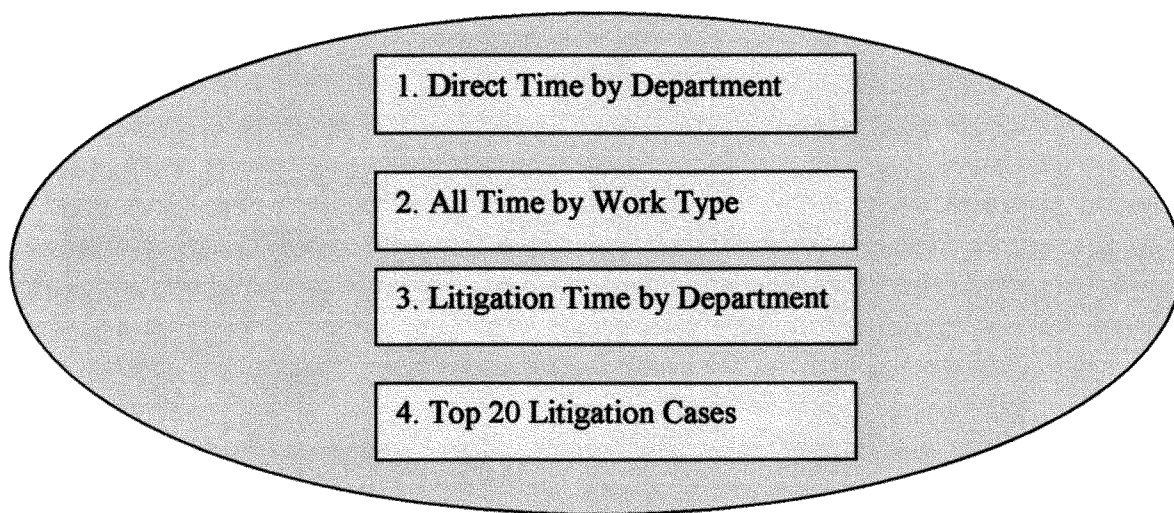 1. Direct Time by Department
2. All Time by Work Type
3. Litigation Time by Department
4. Top 20 Litigation Cases